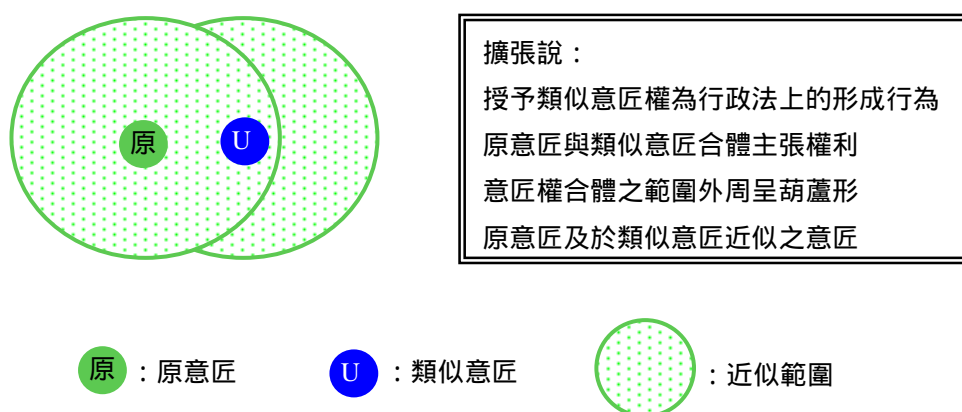 原
U
擴張說：
授予類似意匠權為行政法上的形成行為
原意匠與類似意匠合體主張權利
意匠權合體之範圍外周呈葫蘆形
原意匠及於類似意匠近似之意匠
原 ：原意匠
U ：類似意匠
：近似範圍